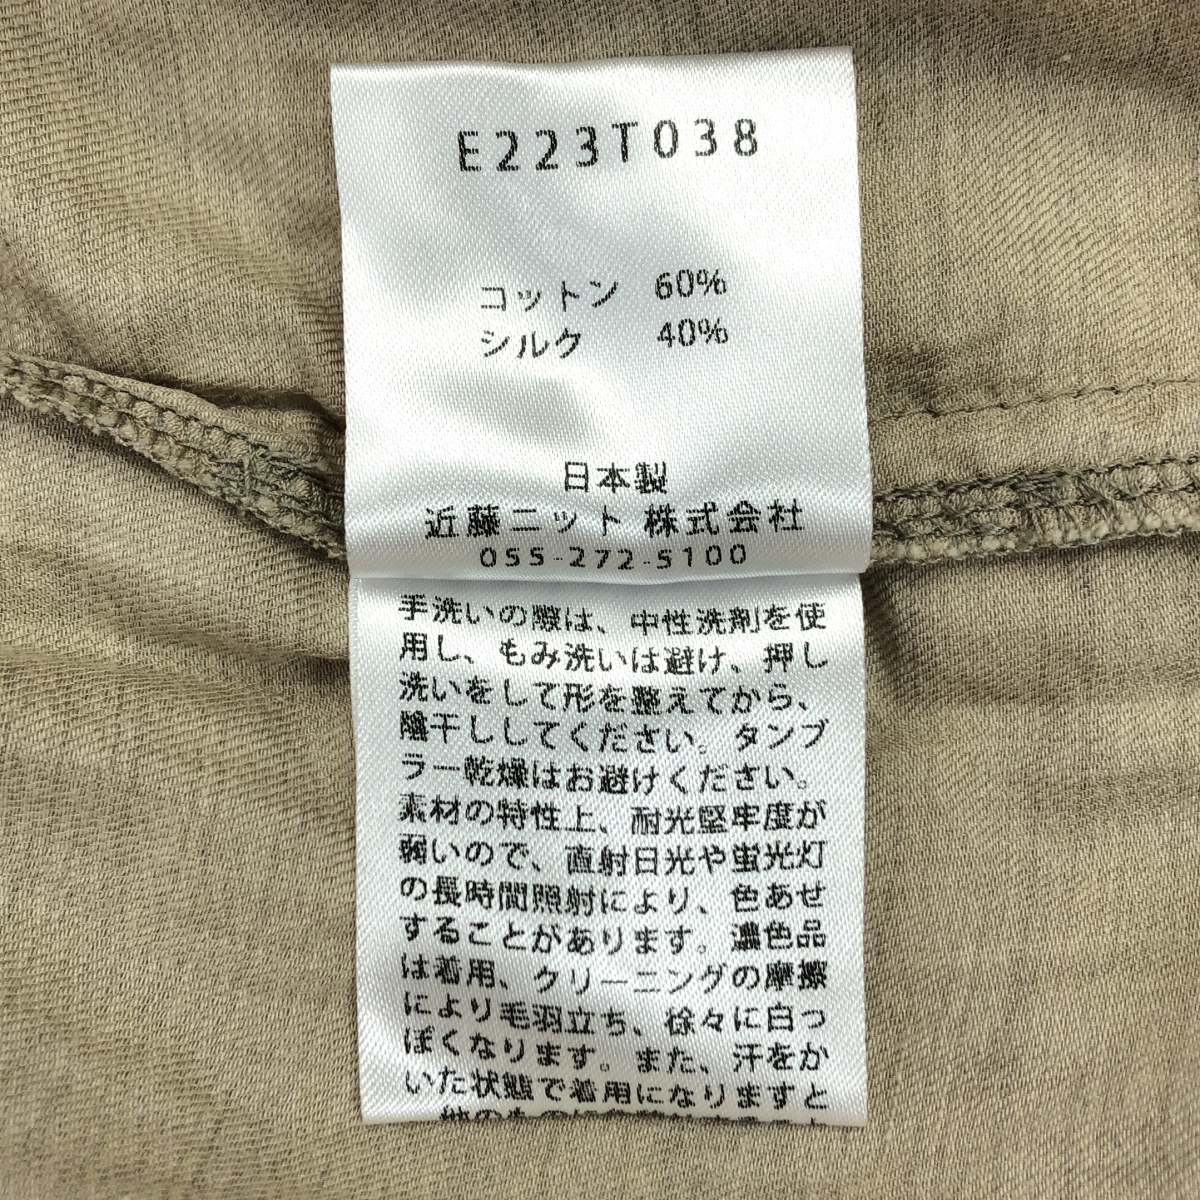 E223T038
コットン 60%
シルク 40%
日本製
近藤ニット 株式会社
055-272-5100
手洗いの際は、中性洗剤を使
用し、もみ洗いは避け、押し
洗いをして形を整えてから、
陰干ししてください。タンブ
ラー乾燥はお避けください。
素材の特性上、耐光堅牢度が
弱いので、直射日光や蛍光灯
の長時間照射により、色あせ
することがあります。濃色品
は着用、クリーニングの摩擦
により毛羽立ち、徐々に白っ
ぽくなります。また、汗をか
いた状態で着用になりますと